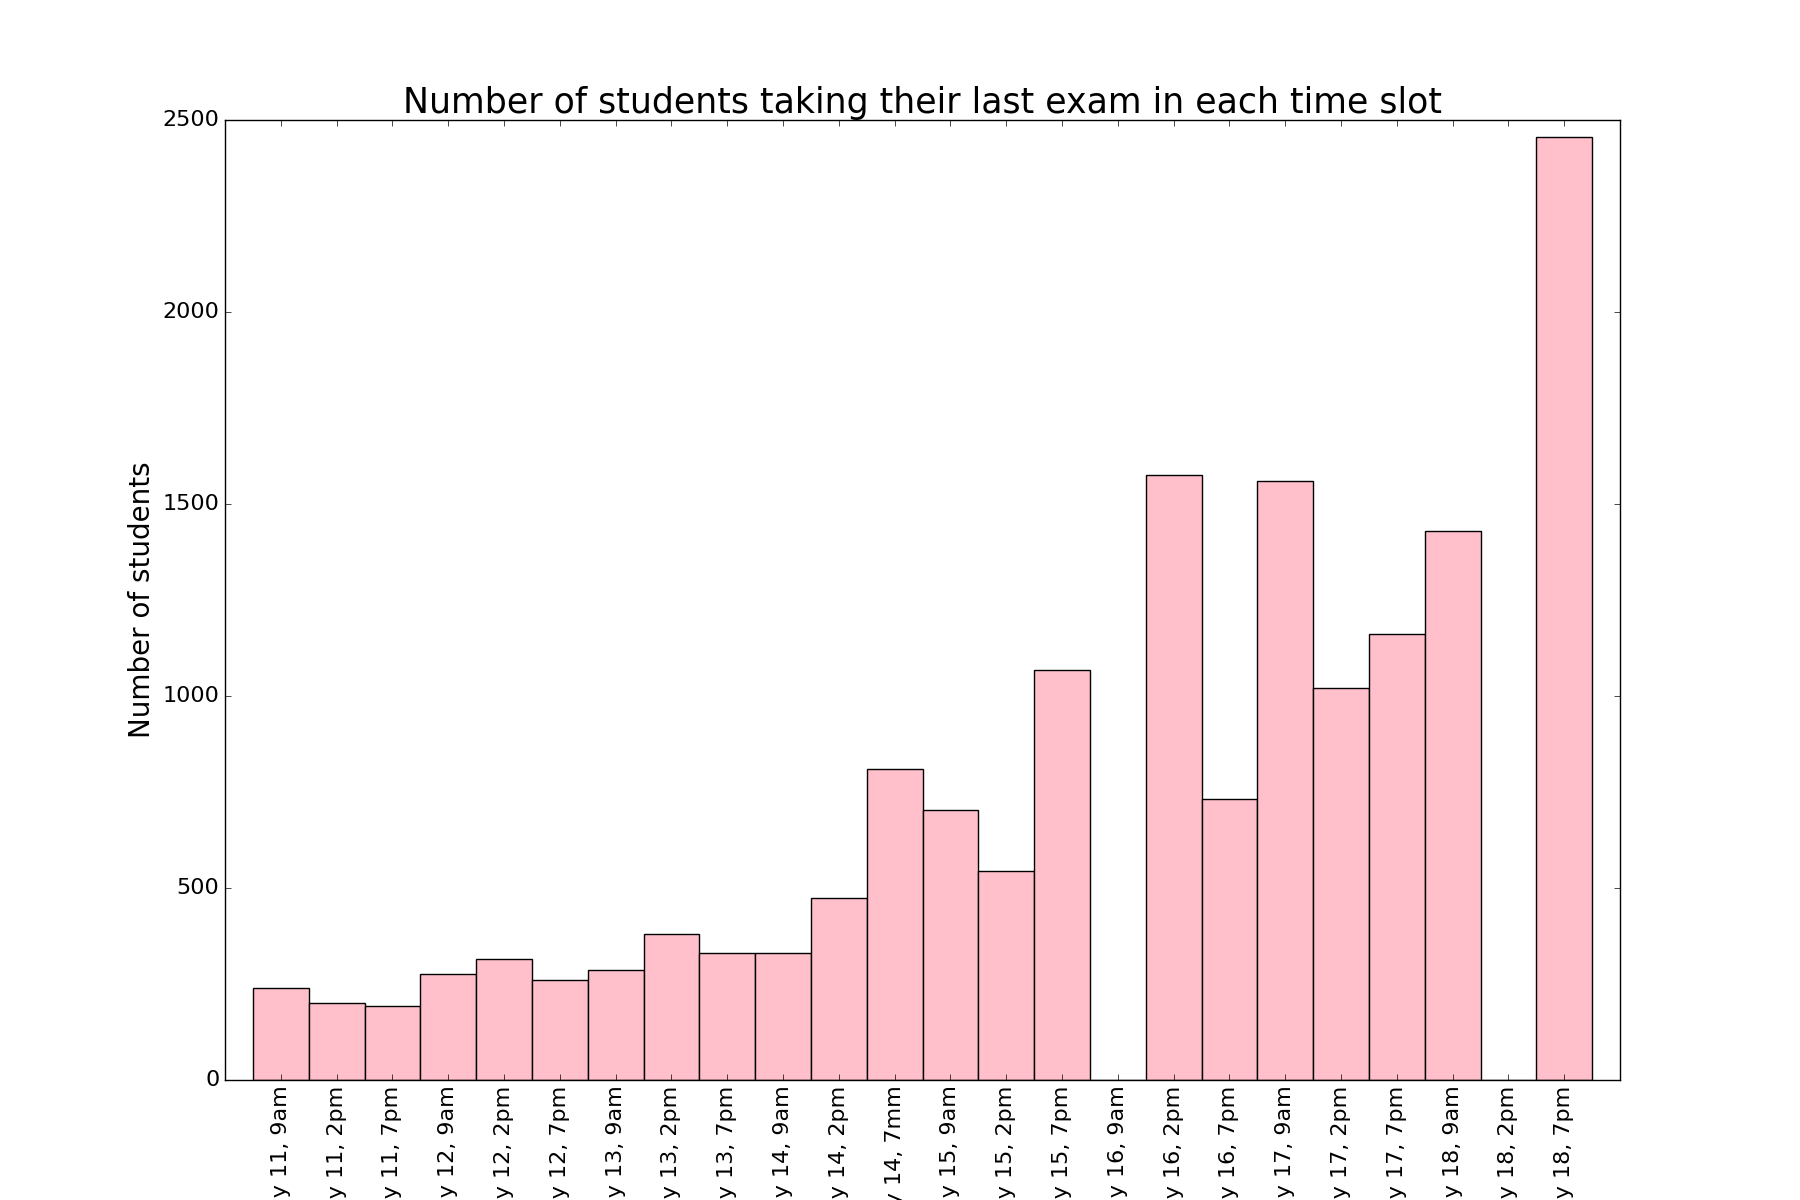 Number of students taking their last exam in each time slot
Number of students
2500
2000
1500
1000
500
0
y 11, 9am
y 11, 2pm
y 11, 7pm
y 12, 9am
y 12, 2pm
y 12, 7pm
y 13, 9am
y 13, 2pm
y 13, 7pm
y 14, 9am
y 14, 2pm
y 14, 7mm
y 15, 9am
y 15, 2pm
y 15, 7pm
y 16, 9am
y 16, 2pm
y 16, 7pm
y 17, 9am
y 17, 2pm
y 17, 7pm
y 18, 9am
y 18, 2pm
y 18, 7pm